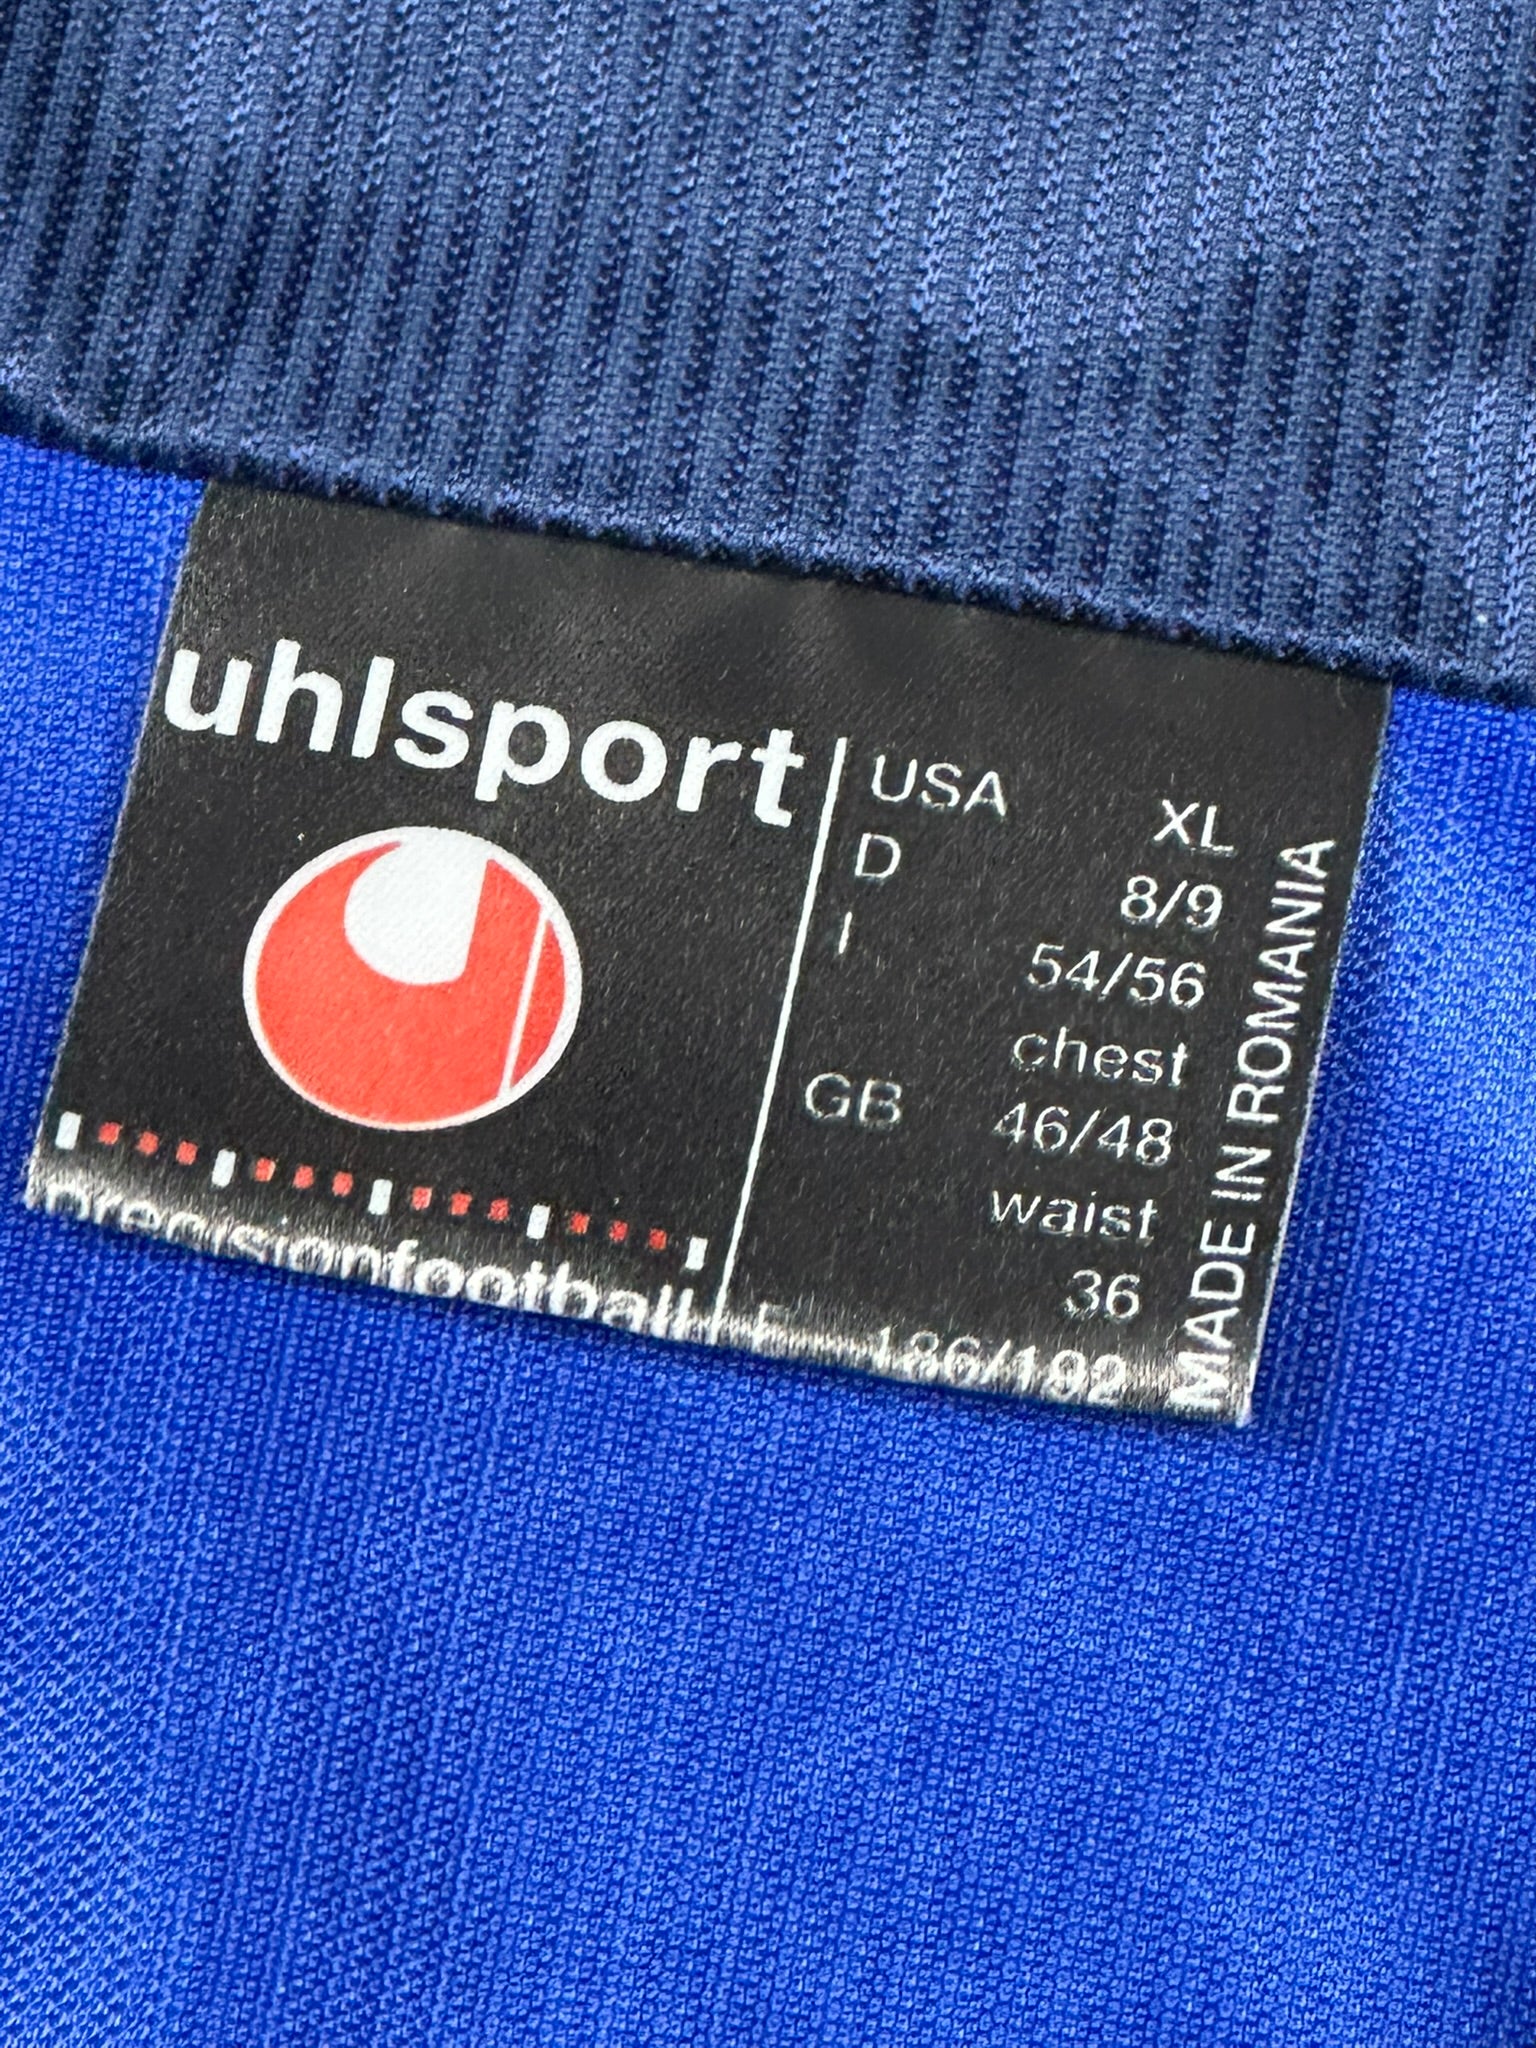 uhlsport
precisionfootball
USA XL
D 8/9
I 54/56
chest
GB 46/48
waist
36
F 186/192
MADE IN ROMANIA